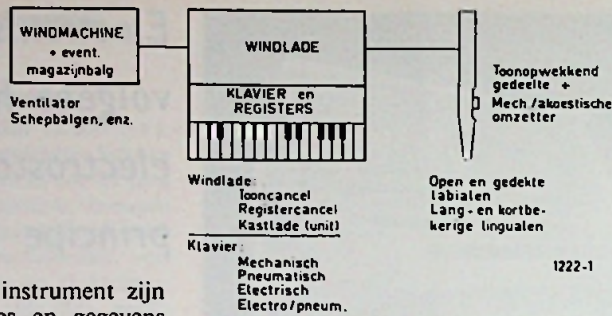 WINDMACHINE
+ event.
magazijnbalg
Ventilator
Schepbalgen, enz.
WINDLADE
KLAVIER en
REGISTERS
Windlade:
Tooncancel
Registercancel
Kastlade (unit)
Klavier:
Mechanisch
Pneumatisch
Electrisch
Electro/pneum.
Toonopwekkend
gedeelte +
Mech./akoestische
omzetter
Open en gedekte
labialen
Lang- en kortbe-
kerige lingualen
1222-1
instrument zijn
en gegevens